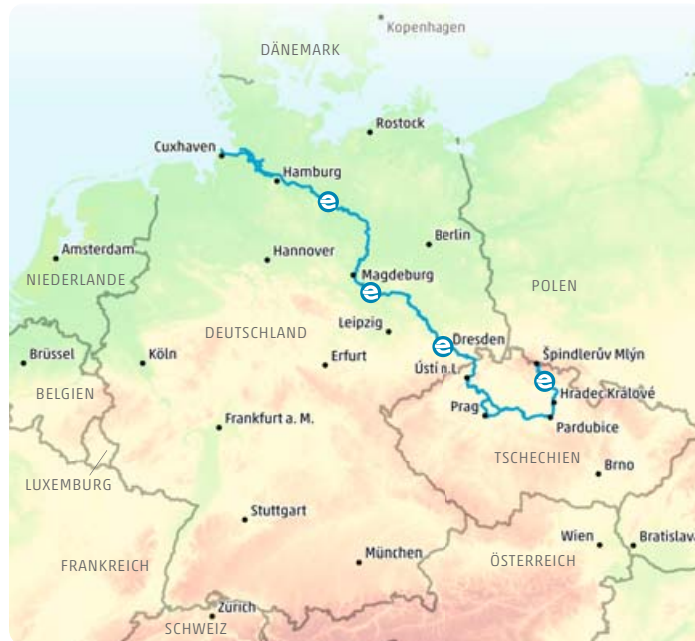 Kopenhagen
DÄNEMARK
Rostock
Cuxhaven
Hamburg
e
Berlin
Hannover
Amsterdam
Magdeburg
NIEDERLANDE
POLEN
e
Leipzig
DEUTSCHLAND
Dresden
e
Brüssel
Köln
Erfurt
Špindlerův Mlýn
Ústí n.L.
e
BELGIEN
Hradec Králové
Prag
Frankfurt a. M.
Pardubice
TSCHECHIEN
Brno
LUXEMBURG
Stuttgart
Wien
Bratislava
München
ÖSTERREICH
FRANKREICH
Zürich
SCHWEIZ